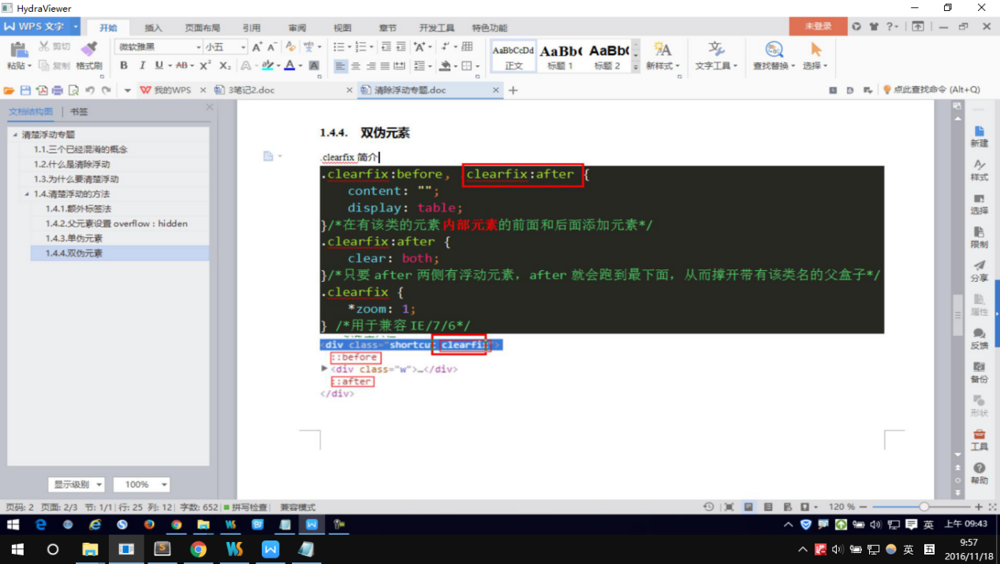 HydraViewer
WPS 文字
开始 插入 页面布局 引用 审阅 视图 章节 开发工具 特色功能
未登录
粘贴 剪切 复制 格式刷
微软雅黑 小五
B I U AB X² X₂ A A A
AaBbCcDd AaBb( AaBbC
正文 标题 1 标题 2 新样式 文字工具 查找替换 选择
我的WPS 3笔记2.doc 清除浮动专题.doc
点此查找命令 (Alt+Q)
文档结构图 书签
清楚浮动专题
1.1.三个已经混淆的概念
1.2.什么是清除浮动
1.3.为什么要清楚浮动
1.4.清楚浮动的方法
1.4.1.额外标签法
1.4.2.父元素设置 overflow : hidden
1.4.3.单伪元素
1.4.4.双伪元素
显示级别 100%
1.4.4. 双伪元素
.clearfix 简介
.clearfix:before, clearfix:after {
content: "";
display: table;
}/*在有该类的元素内部元素的前面和后面添加元素*/
.clearfix:after {
clear: both;
}/*只要 after 两侧有浮动元素，after 就会跑到最下面，从而撑开带有该类名的父盒子*/
.clearfix {
*zoom: 1;
} /*用于兼容 IE/7/6*/
<div class="shortcut clearfix">
::before
<div class="w">…</div>
::after
</div>
新建
样式
选择
限制
分享
属性
反馈
备份
形状
工具
帮助
页码: 2 页面: 2/3 节: 1/1 行: 25 列: 12 字数: 652 拼写检查 兼容模式
120 %
英 上午 09:43
英 9:57
2016/11/18